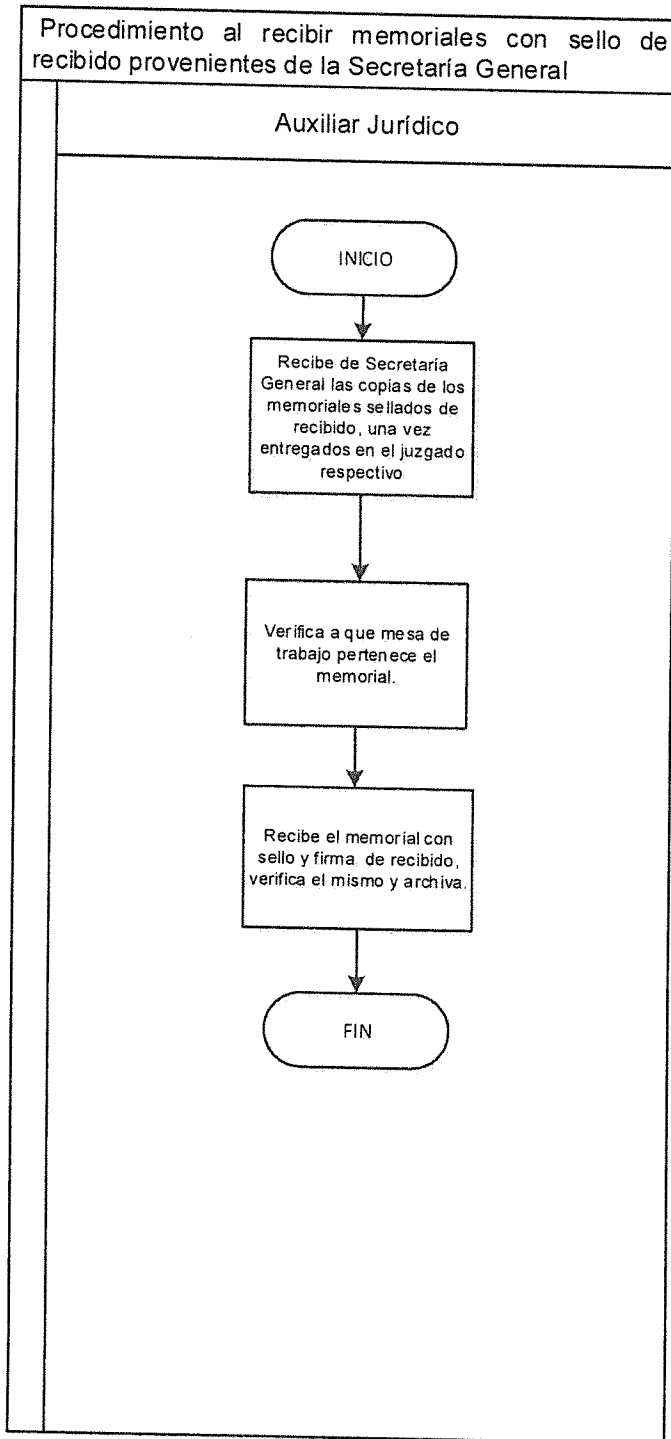 Procedimiento al recibir memoriales con sello de
recibido provenientes de la Secretaría General
Auxiliar Jurídico
INICIO
Recibe de Secretaría
General las copias de los
memoriales sellados de
recibido, una vez
entregados en el juzgado
respectivo
Verifica a que mesa de
trabajo pertenece el
memorial.
Recibe el memorial con
sello y firma de recibido,
verifica el mismo y archiva.
FIN